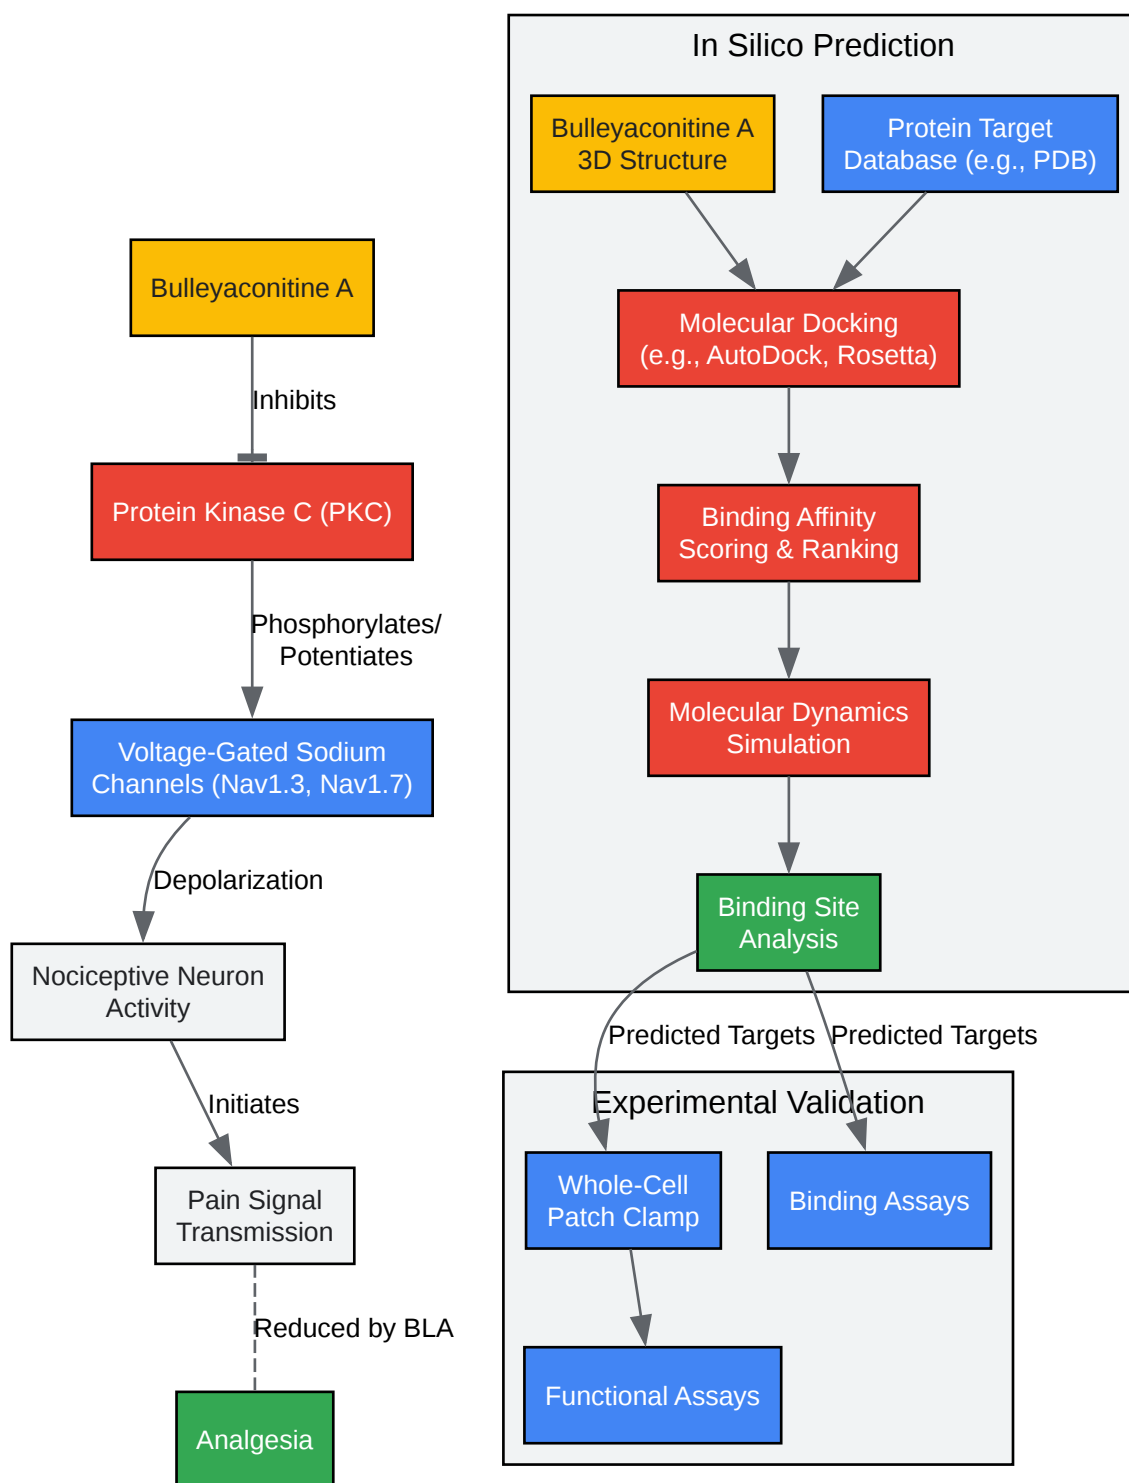 Bulleyaconitine A
Inhibits
Protein Kinase C (PKC)
Phosphorylates/
Potentiates
Voltage-Gated Sodium
Channels (Nav1.3, Nav1.7)
Depolarization
Nociceptive Neuron
Activity
Initiates
Pain Signal
Transmission
Reduced by BLA
Analgesia
In Silico Prediction
Bulleyaconitine A
3D Structure
Protein Target
Database (e.g., PDB)
Molecular Docking
(e.g., AutoDock, Rosetta)
Binding Affinity
Scoring & Ranking
Molecular Dynamics
Simulation
Binding Site
Analysis
Predicted Targets
Predicted Targets
Experimental Validation
Whole-Cell
Patch Clamp
Binding Assays
Functional Assays